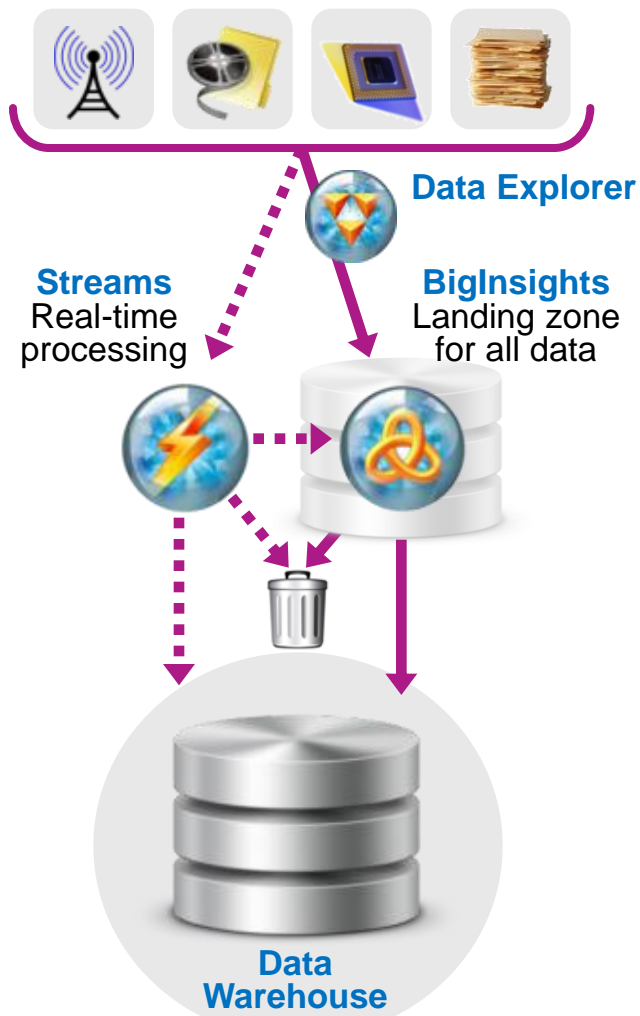 Data Explorer
Streams
Real-time
processing
BigInsights
Landing zone
for all data
Data
Warehouse